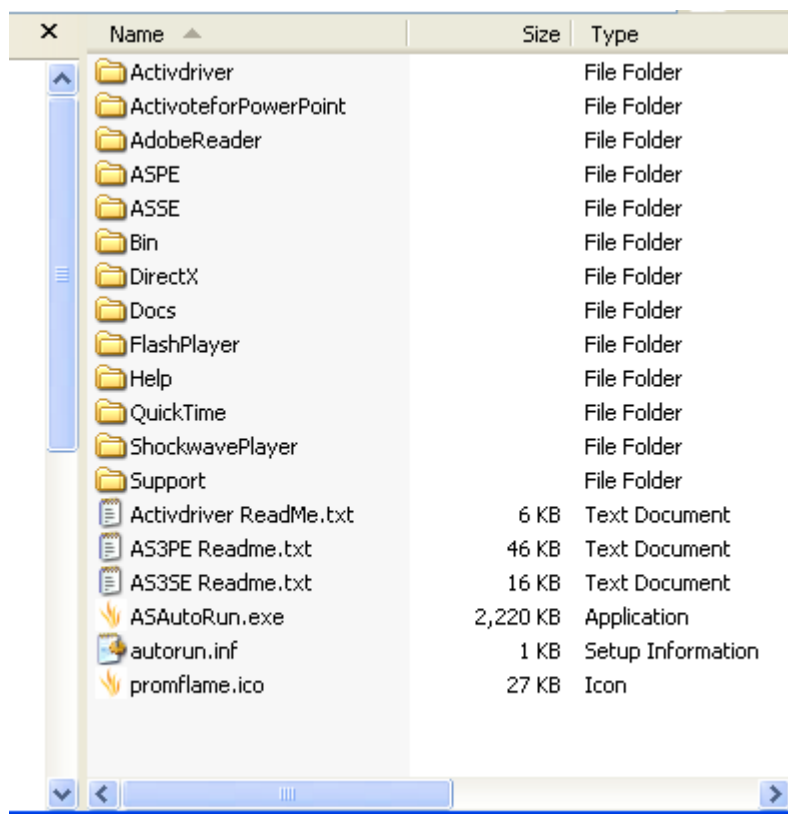 Name Size Type
Activdriver File Folder
ActivoteforPowerPoint File Folder
AdobeReader File Folder
ASPE File Folder
ASSE File Folder
Bin File Folder
DirectX File Folder
Docs File Folder
FlashPlayer File Folder
Help File Folder
QuickTime File Folder
ShockwavePlayer File Folder
Support File Folder
Activdriver ReadMe.txt 6 KB Text Document
AS3PE Readme.txt 46 KB Text Document
AS3SE Readme.txt 16 KB Text Document
ASAutoRun.exe 2,220 KB Application
autorun.inf 1 KB Setup Information
promflame.ico 27 KB Icon